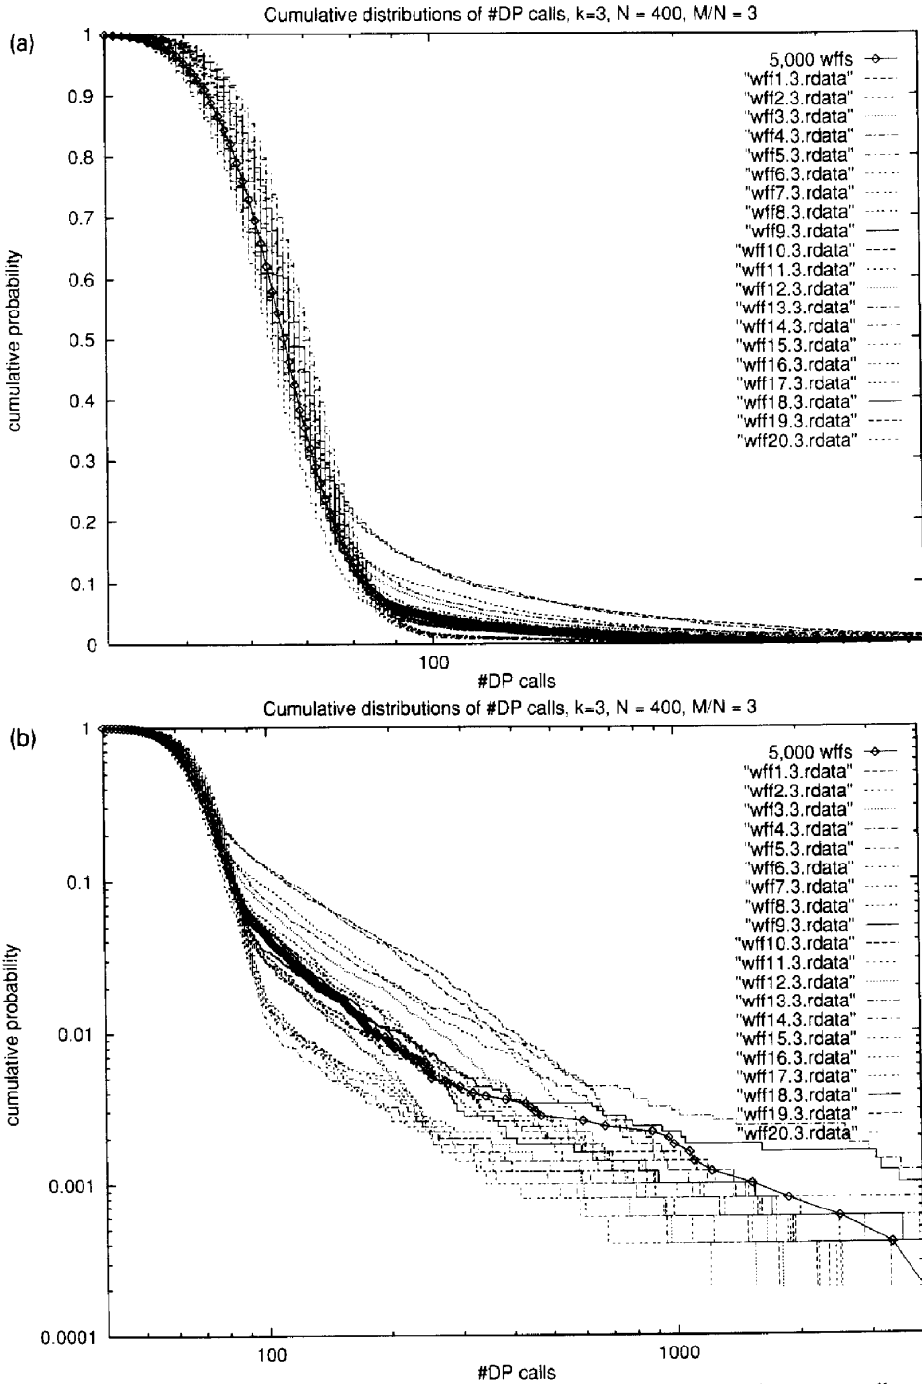 Cumulative distributions of #DP calls, k=3, N = 400, M/N = 3
(a)
1
0.9
0.8
0.7
0.6
0.5
0.4
0.3
0.2
0.1
0
cumulative probability
5,000 wffs
"wff1.3.rdata"
"wff2.3.rdata"
"wff3.3.rdata"
"wff4.3.rdata"
"wff5.3.rdata"
"wff6.3.rdata"
"wff7.3.rdata"
"wff8.3.rdata"
"wff9.3.rdata"
"wff10.3.rdata"
"wff11.3.rdata"
"wff12.3.rdata"
"wff13.3.rdata"
"wff14.3.rdata"
"wff15.3.rdata"
"wff16.3.rdata"
"wff17.3.rdata"
"wff18.3.rdata"
"wff19.3.rdata"
"wff20.3.rdata"
100
#DP calls
Cumulative distributions of #DP calls, k=3, N = 400, M/N = 3
(b)
1
0.1
0.01
0.001
0.0001
cumulative probability
5,000 wffs
"wff1.3.rdata"
"wff2.3.rdata"
"wff3.3.rdata"
"wff4.3.rdata"
"wff5.3.rdata"
"wff6.3.rdata"
"wff7.3.rdata"
"wff8.3.rdata"
"wff9.3.rdata"
"wff10.3.rdata"
"wff11.3.rdata"
"wff12.3.rdata"
"wff13.3.rdata"
"wff14.3.rdata"
"wff15.3.rdata"
"wff16.3.rdata"
"wff17.3.rdata"
"wff18.3.rdata"
"wff19.3.rdata"
"wff20.3.rdata"
100
1000
#DP calls